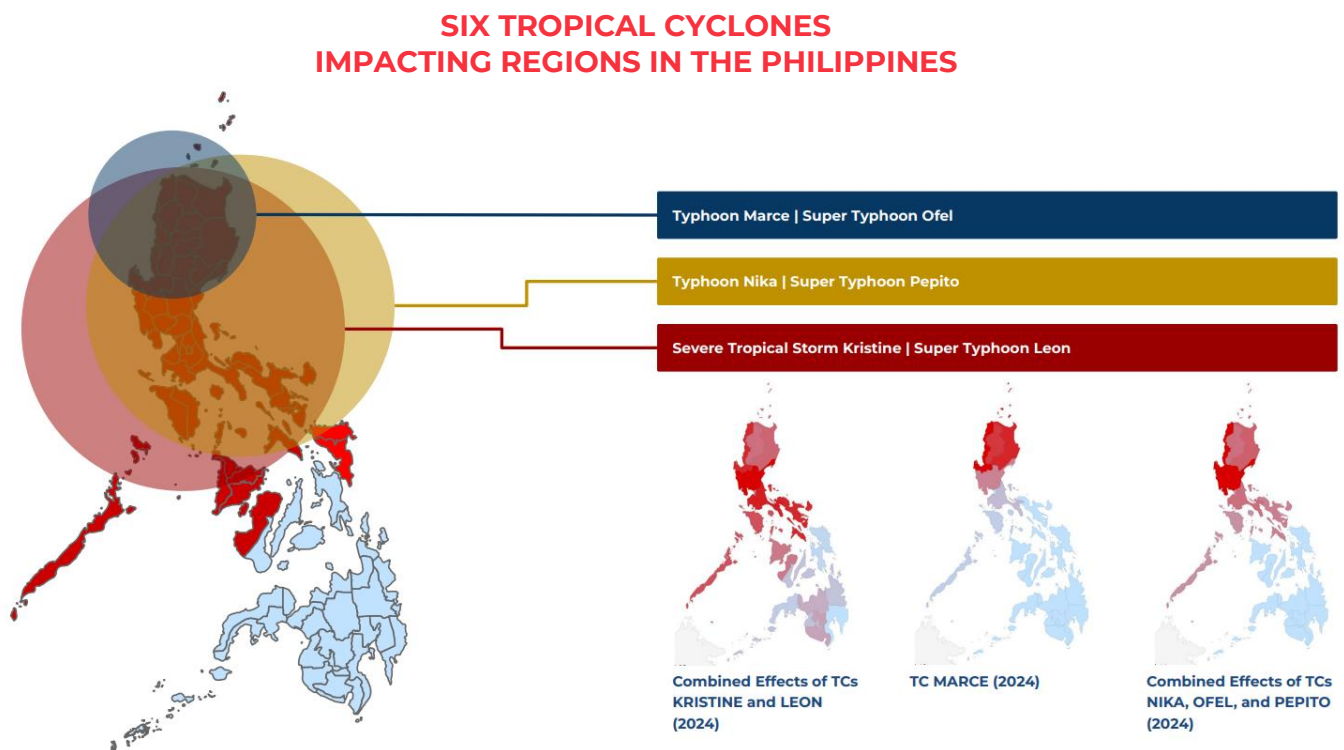 SIX TROPICAL CYCLONES
IMPACTING REGIONS IN THE PHILIPPINES
Typhoon Marce | Super Typhoon Ofel
Typhoon Nika | Super Typhoon Pepito
Severe Tropical Storm Kristine | Super Typhoon Leon
Combined Effects of TCs
KRISTINE and LEON
(2024)
TC MARCE (2024)
Combined Effects of TCs
NIKA, OFEL, and PEPITO
(2024)